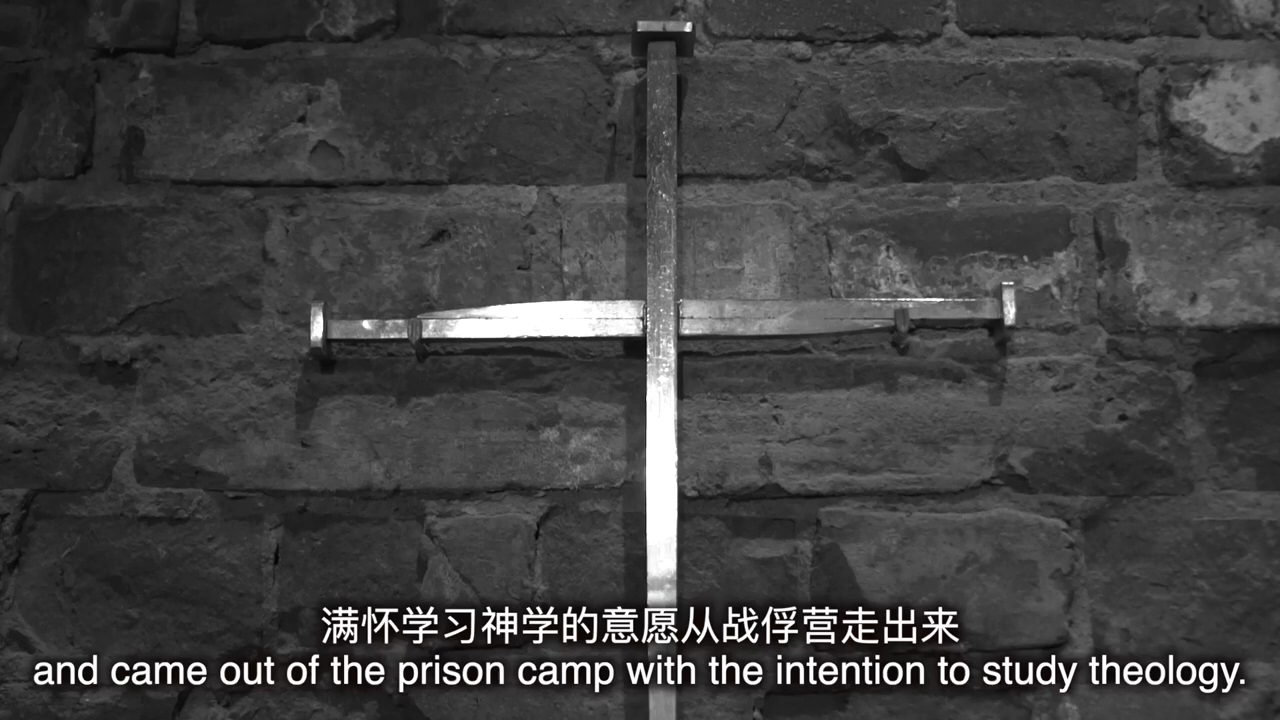 满怀学习神学的意愿从战俘营走出来
and came out of the prison camp with the intention to study theology.